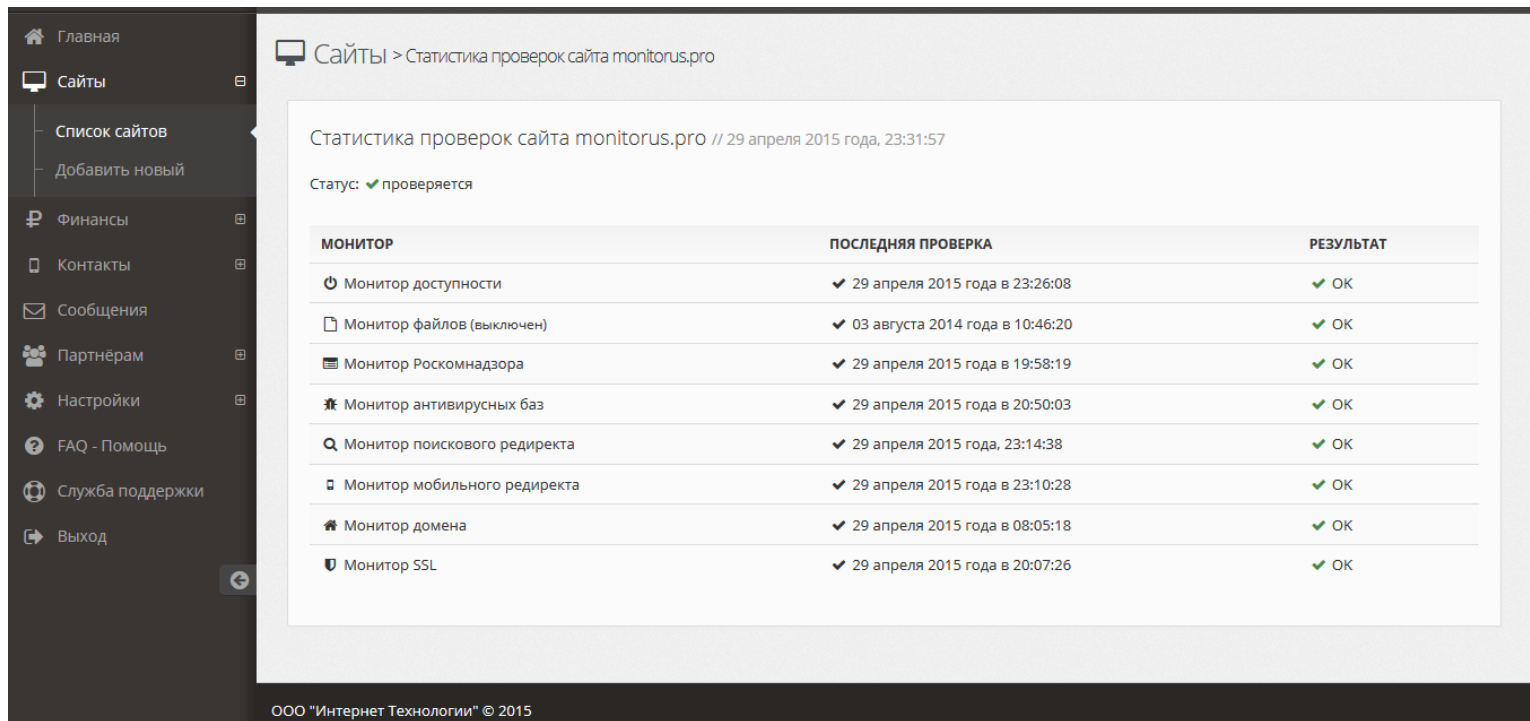 Главная
Сайты
Список сайтов
Добавить новый
Финансы
Контакты
Сообщения
Партнёрам
Настройки
FAQ - Помощь
Служба поддержки
Выход
Сайты > Статистика проверок сайта monitorus.pro
Статистика проверок сайта monitorus.pro // 29 апреля 2015 года, 23:31:57
Статус: проверяется
МОНИТОР ПОСЛЕДНЯЯ ПРОВЕРКА РЕЗУЛЬТАТ
Монитор доступности 29 апреля 2015 года в 23:26:08 OK
Монитор файлов (выключен) 03 августа 2014 года в 10:46:20 OK
Монитор Роскомнадзора 29 апреля 2015 года в 19:58:19 OK
Монитор антивирусных баз 29 апреля 2015 года в 20:50:03 OK
Монитор поискового редиректа 29 апреля 2015 года, 23:14:38 OK
Монитор мобильного редиректа 29 апреля 2015 года в 23:10:28 OK
Монитор домена 29 апреля 2015 года в 08:05:18 OK
Монитор SSL 29 апреля 2015 года в 20:07:26 OK
ООО "Интернет Технологии" © 2015